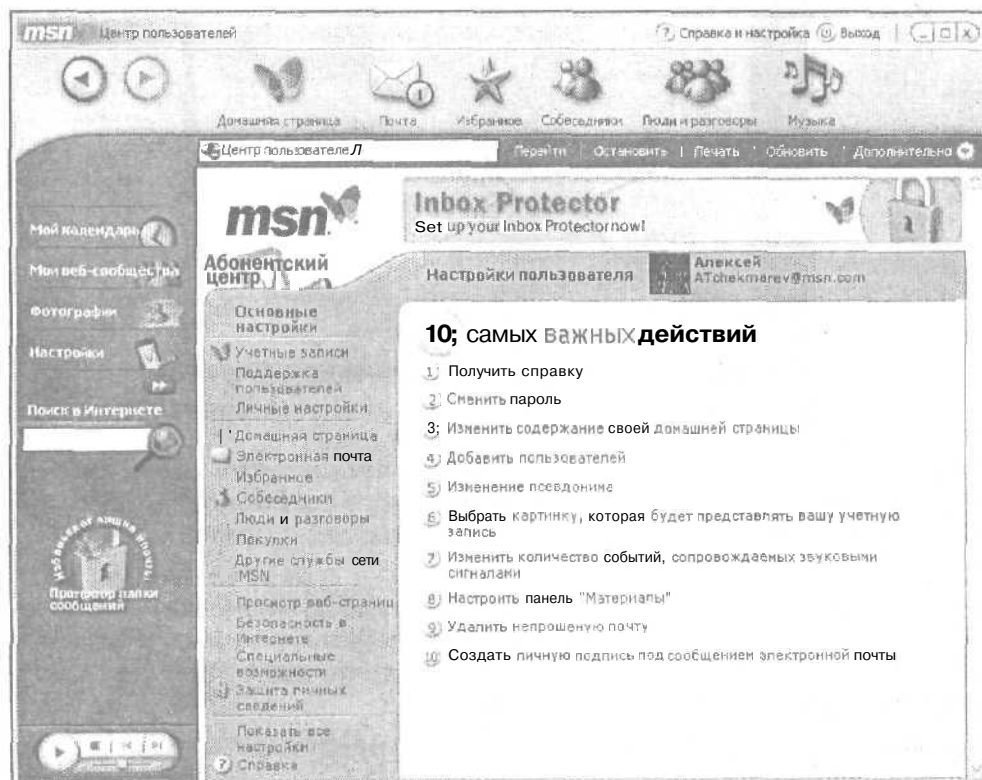 msn Центр пользователей
Справка и настройка Выход
Домашняя страница Почта Избранное Собеседники Люди и разговоры Музыка
Центр пользователеЛ Перейти Остановить | Печать Обновить Дополнительно
Мой календарь
Мои веб-сообщества
Фотографии
Настройки
Поиск в Интернете
Протектор папки
сообщений
msn
Абонентский
центр
Inbox Protector
Set up your Inbox Protector now!
Настройки пользователя
Алексей
ATchekmarev@msn.com
Основные
настройки
Учетные записи
Поддержка
пользователей
Личные настройки
Домашняя страница
Электронная почта
Избранное
Собеседники
Люди и разговоры
Покупки
Другие службы сети
MSN
Просмотр веб-страниц
Безопасность в
Интернете
Специальные
возможности
Защита личных
сведений
Показать все
настройки
Справка
10; самых важных действий
1) Получить справку
2) Сменить пароль
3; Изменить содержание своей домашней страницы
4) Добавить пользователей
5) Изменение псевдонима
6) Выбрать картинку, которая будет представлять вашу учетную
запись
7) Изменить количество событий, сопровождаемых звуковыми
сигналами
8) Настроить панель "Материалы"
9) Удалить непрошеную почту
10) Создать личную подпись под сообщением электронной почты